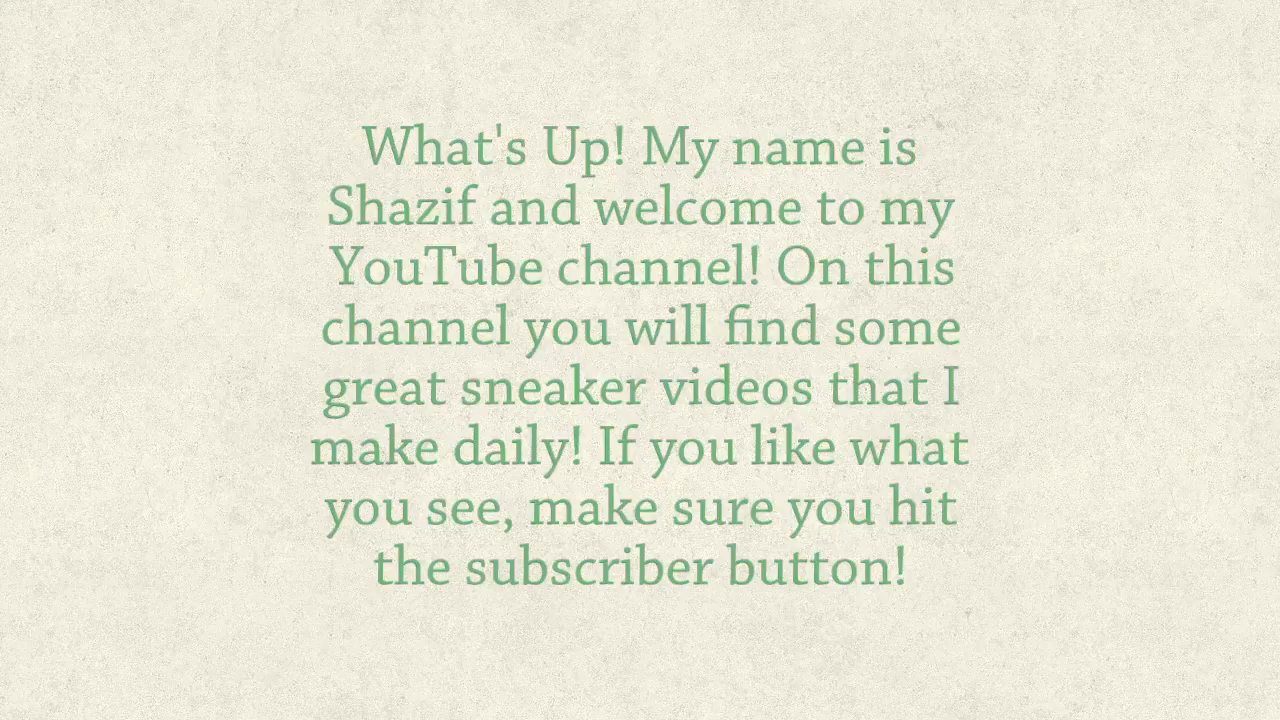 What's Up! My name is
Shazif and welcome to my
YouTube channel! On this
channel you will find some
great sneaker videos that I
make daily! If you like what
you see, make sure you hit
the subscriber button!